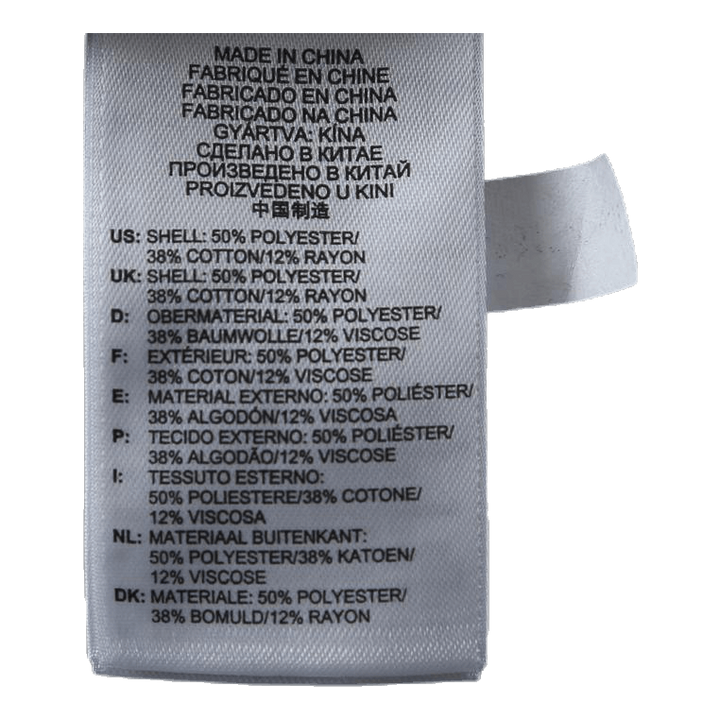 MADE IN CHINA
FABRIQUÉ EN CHINE
FABRICADO EN CHINA
FABRICADO NA CHINA
GYÁRTVA: KÍNA
СДЕЛАНО В КИТАЕ
ПРОИЗВЕДЕНО В КИТАЙ
PROIZVEDENO U KINI
中国制造
US: SHELL: 50% POLYESTER/
38% COTTON/12% RAYON
UK: SHELL: 50% POLYESTER/
38% COTTON/12% RAYON
D: OBERMATERIAL: 50% POLYESTER/
38% BAUMWOLLE/12% VISCOSE
F: EXTÉRIEUR: 50% POLYESTER/
38% COTON/12% VISCOSE
E: MATERIAL EXTERNO: 50% POLIÉSTER/
38% ALGODÓN/12% VISCOSA
P: TECIDO EXTERNO: 50% POLIÉSTER/
38% ALGODÃO/12% VISCOSE
I: TESSUTO ESTERNO:
50% POLIESTERE/38% COTONE/
12% VISCOSA
NL: MATERIAAL BUITENKANT:
50% POLYESTER/38% KATOEN/
12% VISCOSE
DK: MATERIALE: 50% POLYESTER/
38% BOMULD/12% RAYON